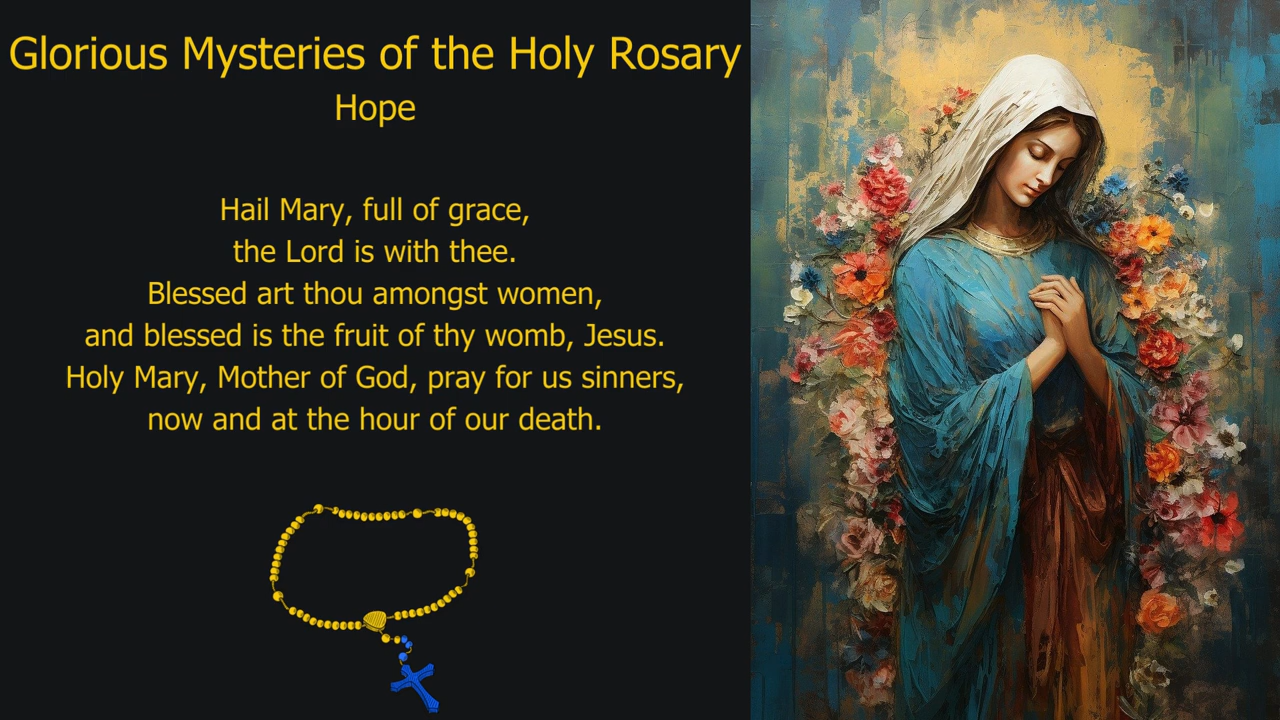 Glorious Mysteries of the Holy Rosary
Hope
Hail Mary, full of grace,
the Lord is with thee.
Blessed art thou amongst women,
and blessed is the fruit of thy womb, Jesus.
Holy Mary, Mother of God, pray for us sinners,
now and at the hour of our death.